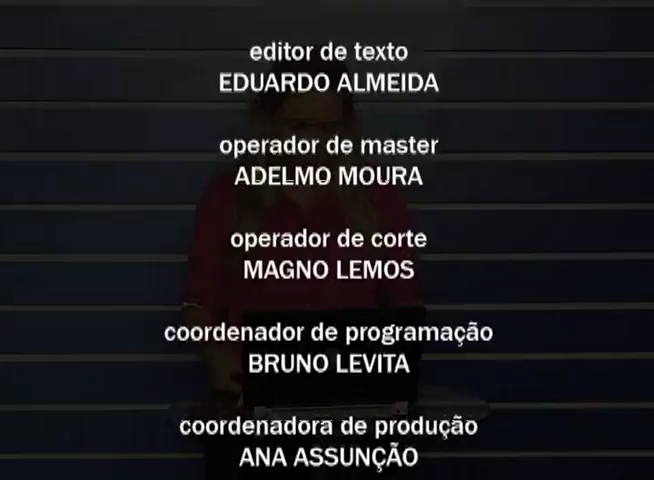 editor de texto
EDUARDO ALMEIDA
operador de master
ADELMO MOURA
operador de corte
MAGNO LEMOS
coordenador de programação
BRUNO LEVITA
coordenadora de produção
ANA ASSUNÇÃO